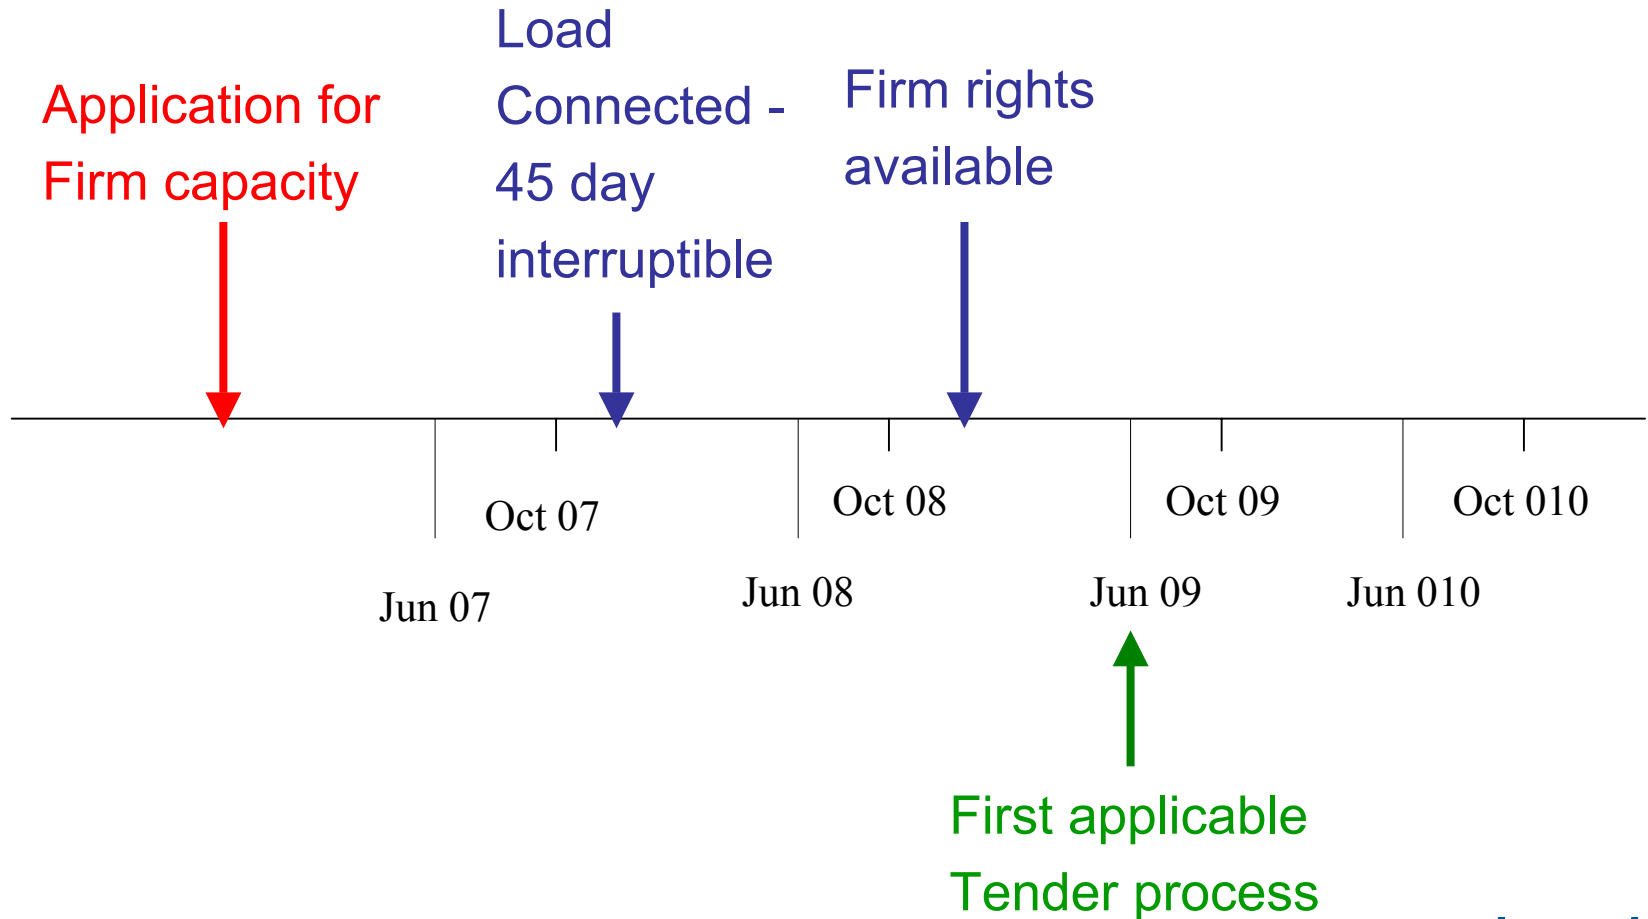 Application for
Firm capacity
Load
Connected -
45 day
interruptible
Firm rights
available
Oct 07
Oct 08
Oct 09
Oct 010
Jun 07
Jun 08
Jun 09
Jun 010
First applicable
Tender process